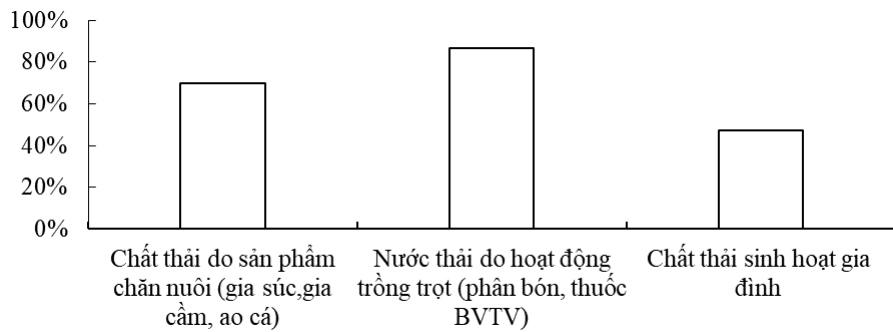 100%
80%
60%
40%
20%
0%
Chất thải do sản phẩm
chăn nuôi (gia súc,gia
cầm, ao cá)
Nước thải do hoạt động
trồng trọt (phân bón, thuốc
BVTV)
Chất thải sinh hoạt gia
đình